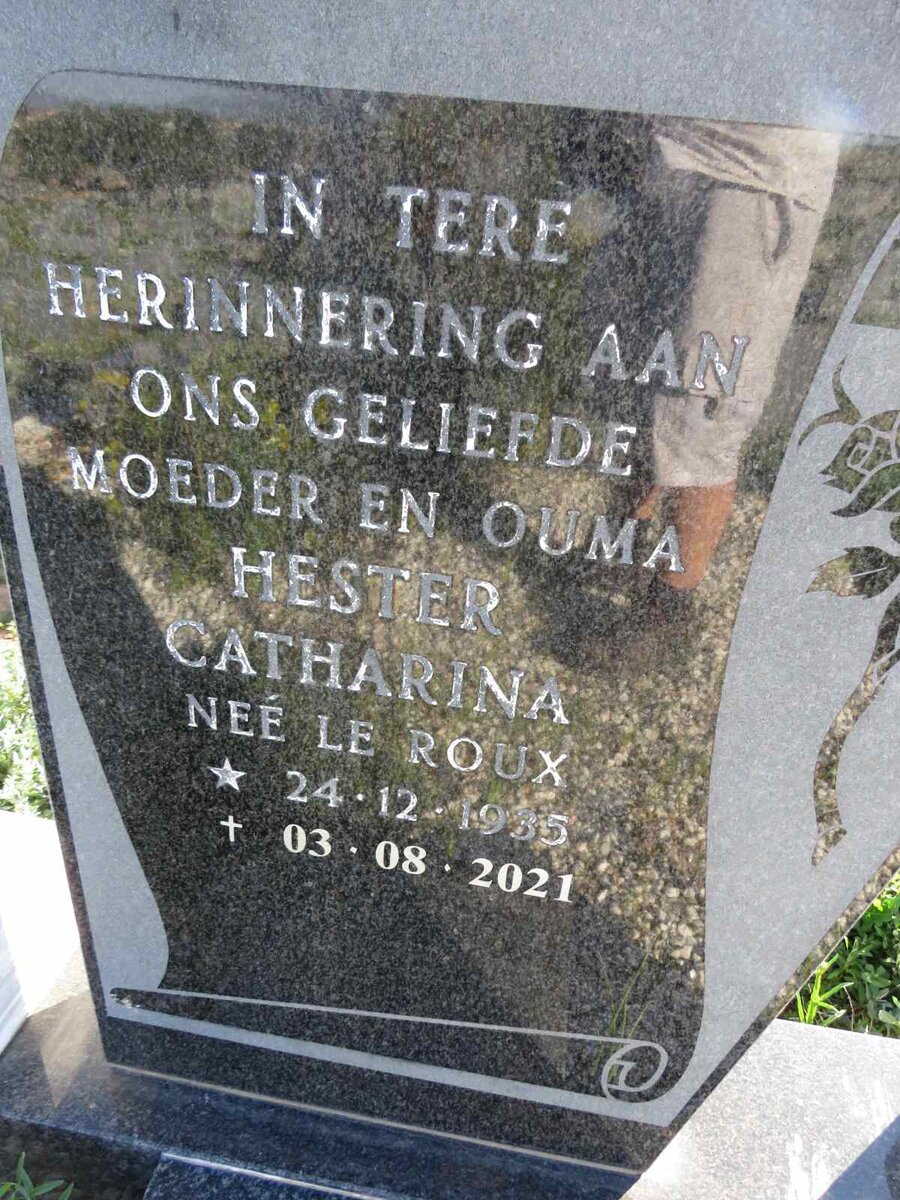 IN TERE
HERINNERING AAN
ONS GELIEFDE
MOEDER EN OUMA
HESTER
CATHARINA
NEÉ LE ROUX
★ 24·12·1935
† 03·08·2021